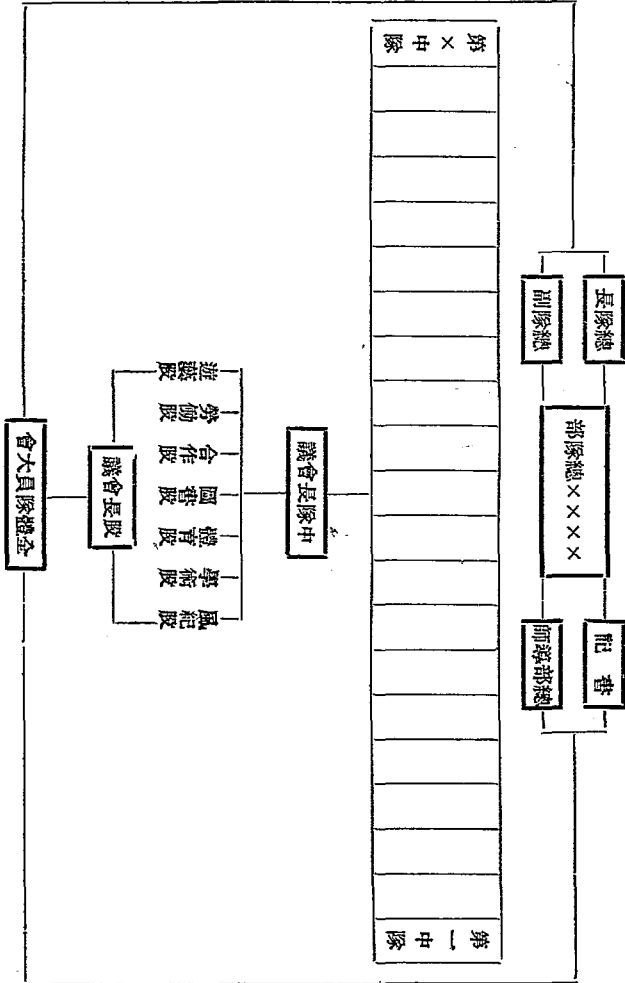 ××××總隊部
書記
總隊長
總部導師
總隊副
第一中隊
第×中隊
中隊長會議
風紀股
學術股
體育股
圖書股
合作股
勞働股
遊藝股
股長會議
全體隊員大會